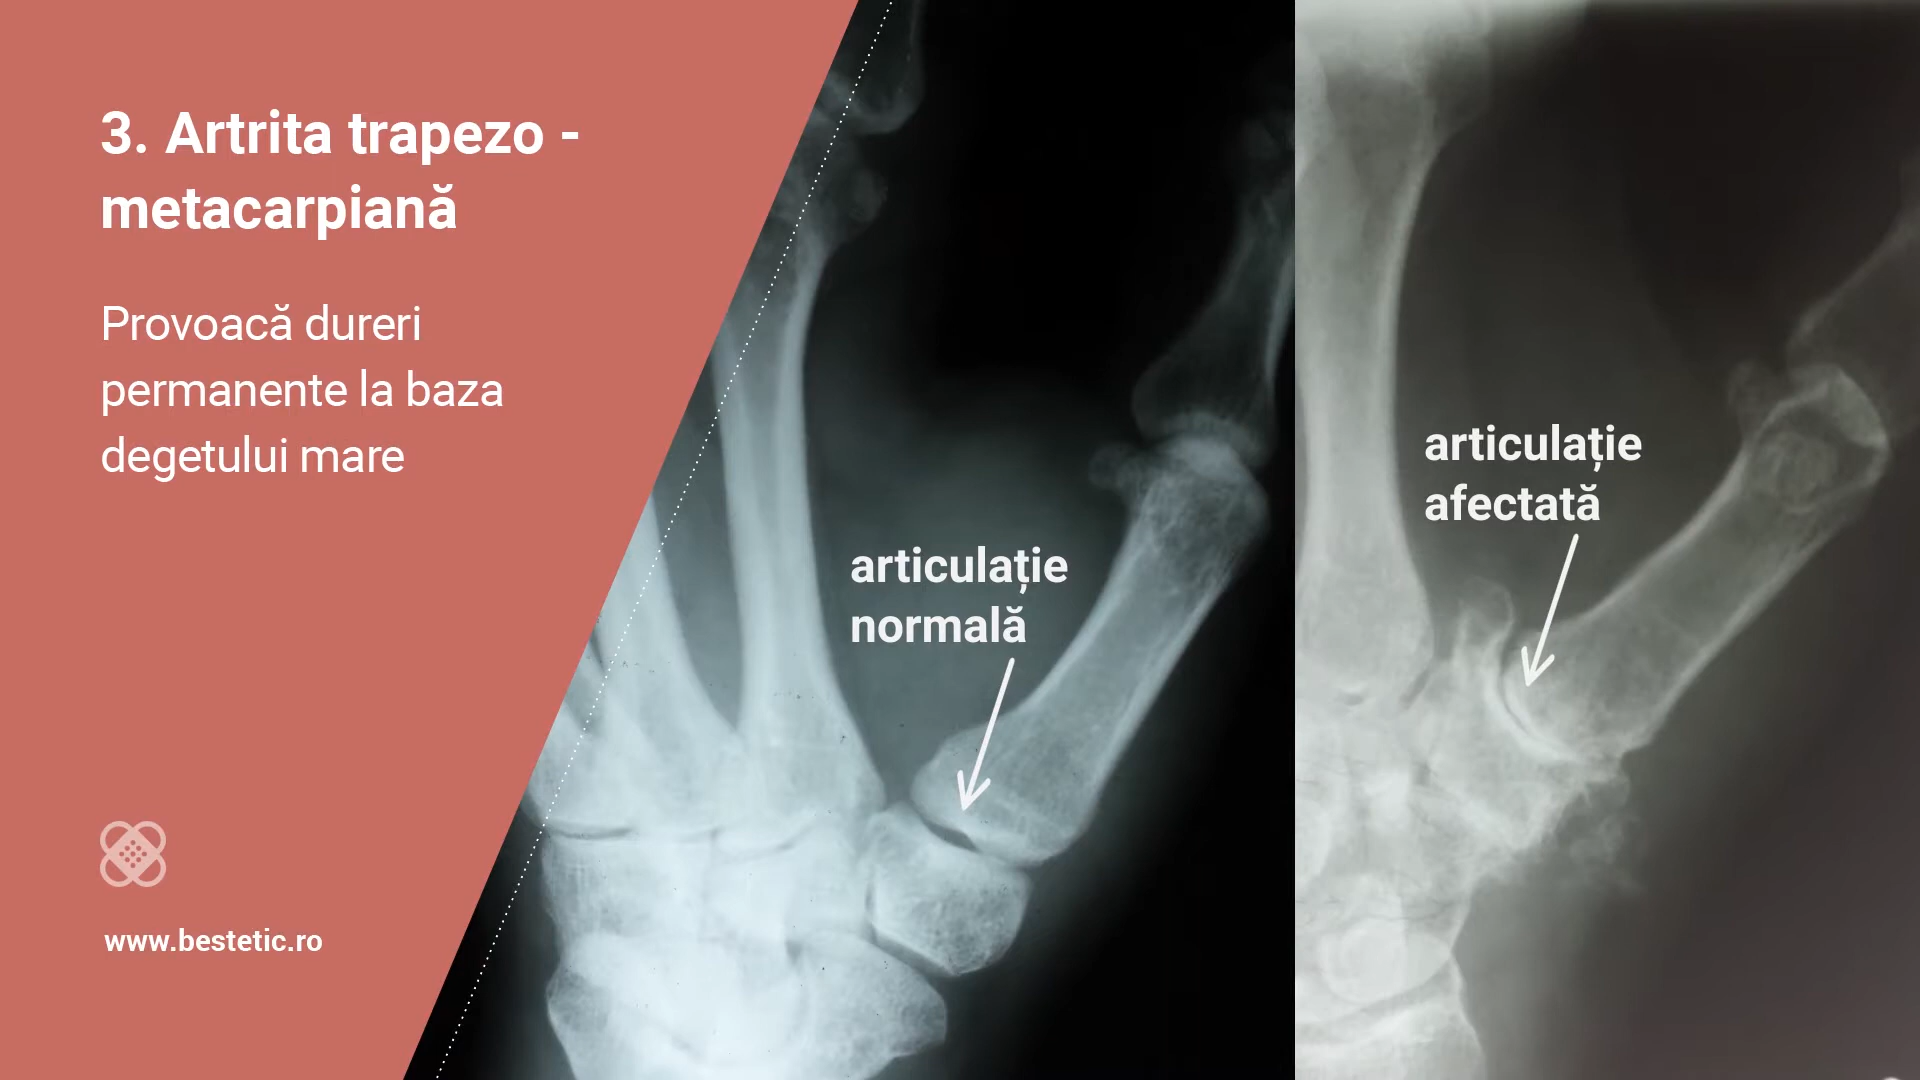 3. Artrita trapezo -
metacarpiană
Provoacă dureri
permanente la baza
degetului mare
articulație
normală
articulație
afectată
www.bestetic.ro